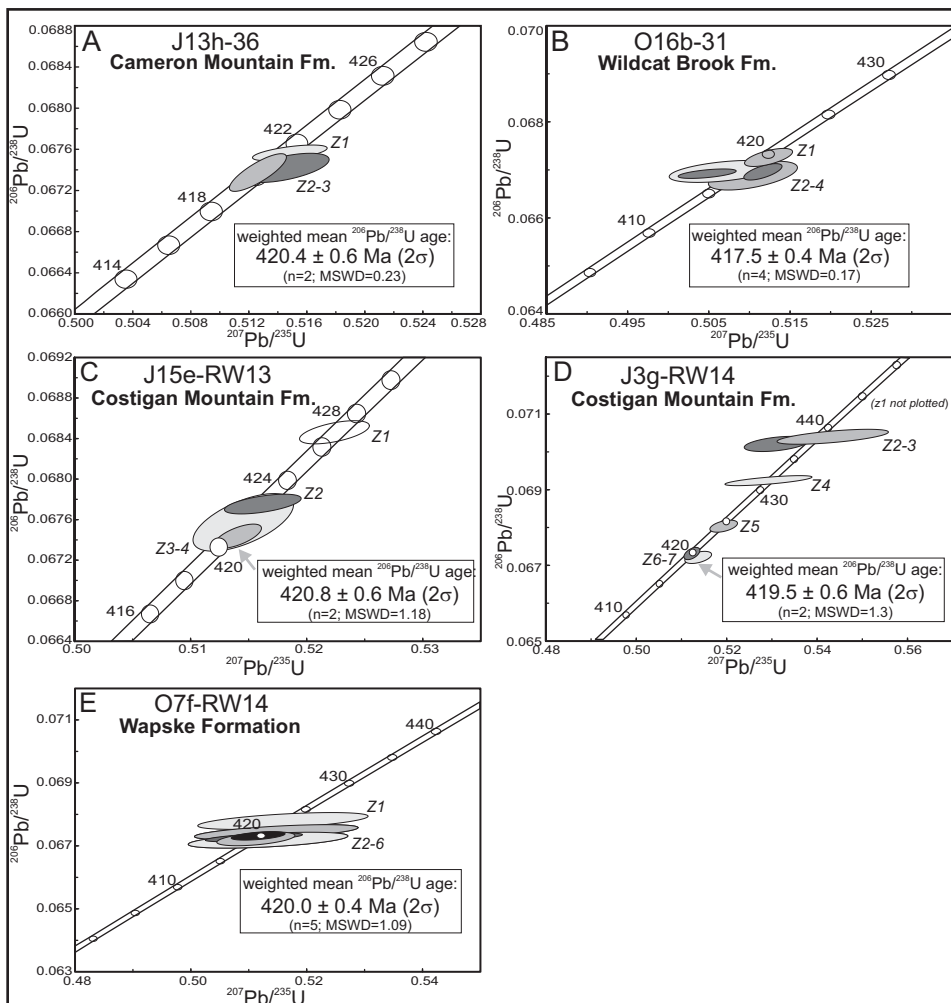 A
J13h-36
Cameron Mountain Fm.
0.0688
0.0684
0.0680
0.0676
0.0672
0.0668
0.0664
0.0660
206Pb/238U
426
422
418
414
Z1
Z2-3
weighted mean 206Pb/238U age:
420.4 ± 0.6 Ma (2σ)
(n=2; MSWD=0.23)
0.500
0.504
0.508
0.512
0.516
0.520
0.524
0.528
207Pb/235U
B
O16b-31
Wildcat Brook Fm.
0.070
0.068
0.066
0.064
206Pb/238U
430
420
410
Z1
Z2-4
weighted mean 206Pb/238U age:
417.5 ± 0.4 Ma (2σ)
(n=4; MSWD=0.17)
0.485
0.495
0.505
0.515
0.525
207Pb/235U
C
J15e-RW13
Costigan Mountain Fm.
0.0692
0.0688
0.0684
0.0680
0.0676
0.0672
0.0668
0.0664
206Pb/238U
428
424
420
416
Z1
Z2
Z3-4
weighted mean 206Pb/238U age:
420.8 ± 0.6 Ma (2σ)
(n=2; MSWD=1.18)
0.50
0.51
0.52
0.53
207Pb/235U
D
J3g-RW14
Costigan Mountain Fm.
(z1 not plotted)
0.071
0.069
0.067
0.065
206Pb/238U
440
430
420
410
Z2-3
Z4
Z5
Z6-7
weighted mean 206Pb/238U age:
419.5 ± 0.6 Ma (2σ)
(n=2; MSWD=1.3)
0.48
0.50
0.52
0.54
0.56
207Pb/235U
E
O7f-RW14
Wapske Formation
0.071
0.069
0.067
0.065
0.063
206Pb/238U
440
430
420
410
Z1
Z2-6
weighted mean 206Pb/238U age:
420.0 ± 0.4 Ma (2σ)
(n=5; MSWD=1.09)
0.48
0.50
0.52
0.54
207Pb/235U